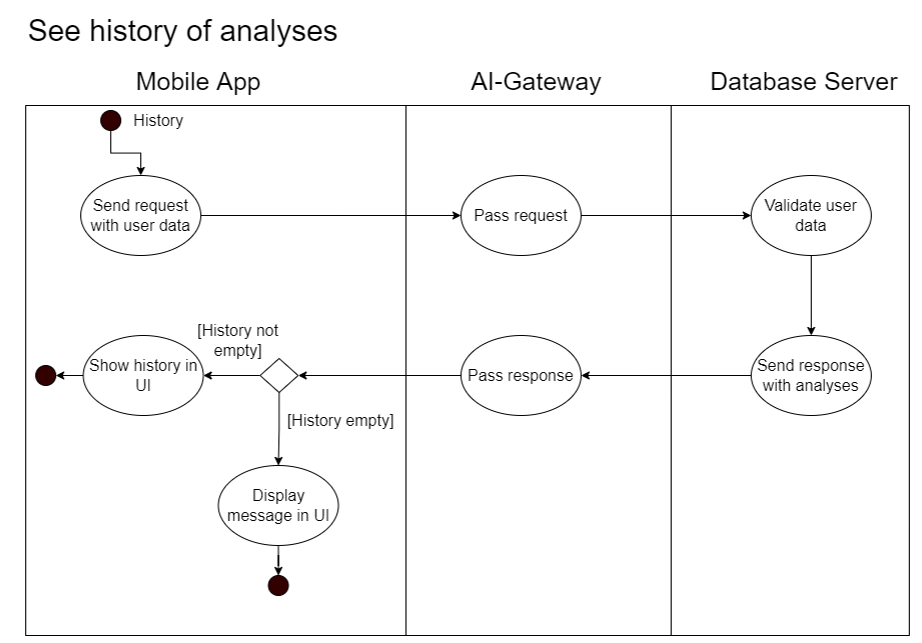 See history of analyses
Mobile App
AI-Gateway
Database Server
History
Send request
with user data
Pass request
Validate user
data
[History not
empty]
Show history in
UI
Pass response
Send response
with analyses
[History empty]
Display
message in UI